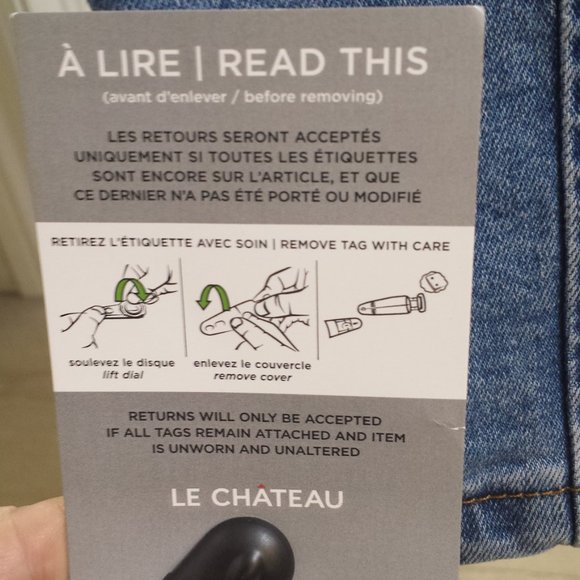 À LIRE | READ THIS
(avant d'enlever / before removing)
LES RETOURS SERONT ACCEPTÉS
UNIQUEMENT SI TOUTES LES ÉTIQUETTES
SONT ENCORE SUR L'ARTICLE, ET QUE
CE DERNIER N'A PAS ÉTÉ PORTÉ OU MODIFIÉ
RETIREZ L'ÉTIQUETTE AVEC SOIN | REMOVE TAG WITH CARE
soulevez le disque
lift dial
enlevez le couvercle
remove cover
RETURNS WILL ONLY BE ACCEPTED
IF ALL TAGS REMAIN ATTACHED AND ITEM
IS UNWORN AND UNALTERED
LE CHÂTEAU